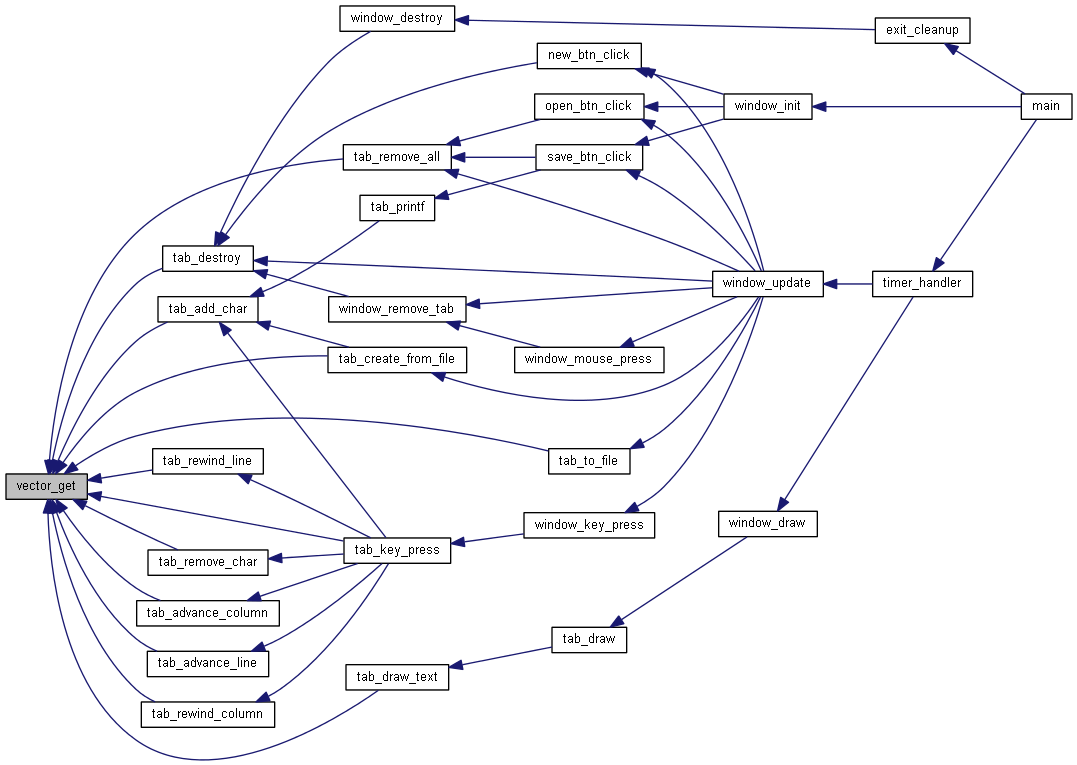 window_destroy
exit_cleanup
new_btn_click
open_btn_click
window_init
main
tab_remove_all
save_btn_click
tab_printf
tab_destroy
window_update
timer_handler
tab_add_char
window_remove_tab
tab_create_from_file
window_mouse_press
tab_rewind_line
tab_to_file
vector_get
window_key_press
window_draw
tab_key_press
tab_remove_char
tab_advance_column
tab_draw
tab_advance_line
tab_draw_text
tab_rewind_column